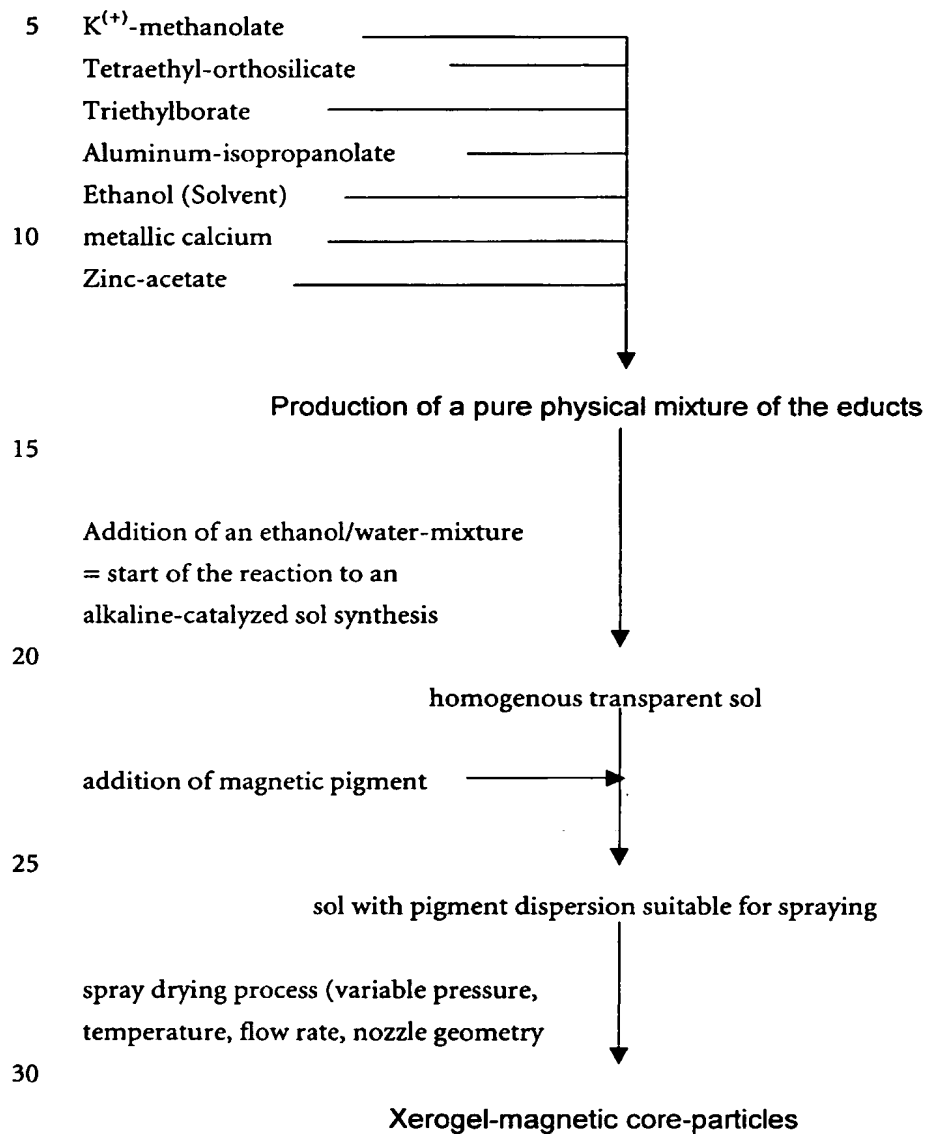 5 K(+)-methanolate
Tetraethyl-orthosilicate
Triethylborate
Aluminum-isopropanolate
Ethanol (Solvent)
10 metallic calcium
Zinc-acetate
Production of a pure physical mixture of the educts
15
Addition of an ethanol/water-mixture
= start of the reaction to an
alkaline-catalyzed sol synthesis
20
homogenous transparent sol
addition of magnetic pigment
25
sol with pigment dispersion suitable for spraying
spray drying process (variable pressure,
temperature, flow rate, nozzle geometry
30
Xerogel-magnetic core-particles